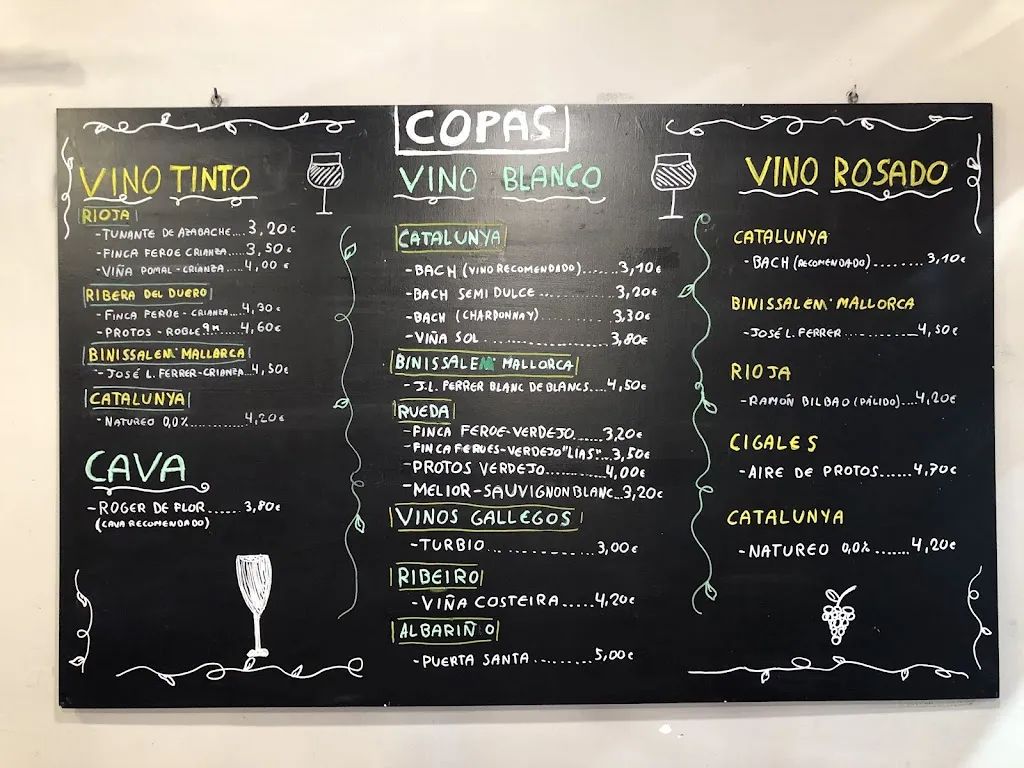 COPAS
VINO TINTO
RIOJA
-TUNANTE DE AZABACHE....3,20€
-FINCA FEROE CRIANZA....3,50€
-VIÑA POMAL-CRIANZA....4,00€
RIBERA DEL DUERO
-FINCA FEROE- CRIANZA....4,30€
-PROTOS - ROBLE 9M...4,60€
BINISSALEM MALLORCA
-JOSÉ L. FERRER-CRIANZA...4,50€
CATALUNYA
-NATUREO 0,0%...........4,20€
CAVA
-ROGER DE FLOR......3,80€
(CAVA RECOMENDADO)
VINO BLANCO
CATALUNYA
-BACH (VINO RECOMENDADO)......3,10€
-BACH SEMI DULCE............3,20€
-BACH (CHARDONNAY)..........3,30€
-VIÑA SOL....................3,80€
BINISSALEM MALLORCA
-J.L. FERRER BLANC DE BLANCS...4,50€
RUEDA
-FINCA FEROE-VERDEJO......3,20€
-FINCA FEROES-VERDEJO"LIAS"...3,50€
-PROTOS VERDEJO.........4,00€
-MELIOR-SAUVIGNON BLANC..3,20€
VINOS GALLEGOS
-TURBIO..............3,00€
RIBEIRO
-VIÑA COSTEIRA.....4,20€
ALBARIÑO
-PUERTA SANTA.........5,00€
VINO ROSADO
CATALUNYA
-BACH (RECOMENDADO)........3,10€
BINISSALEM MALLORCA
-JOSÉ L. FERRER............4,50€
RIOJA
-RAMÓN BILBAO (PÁLIDO)...4,20€
CIGALES
-AIRE DE PROTOS.....4,70€
CATALUNYA
-NATUREO 0,0%.......4,20€